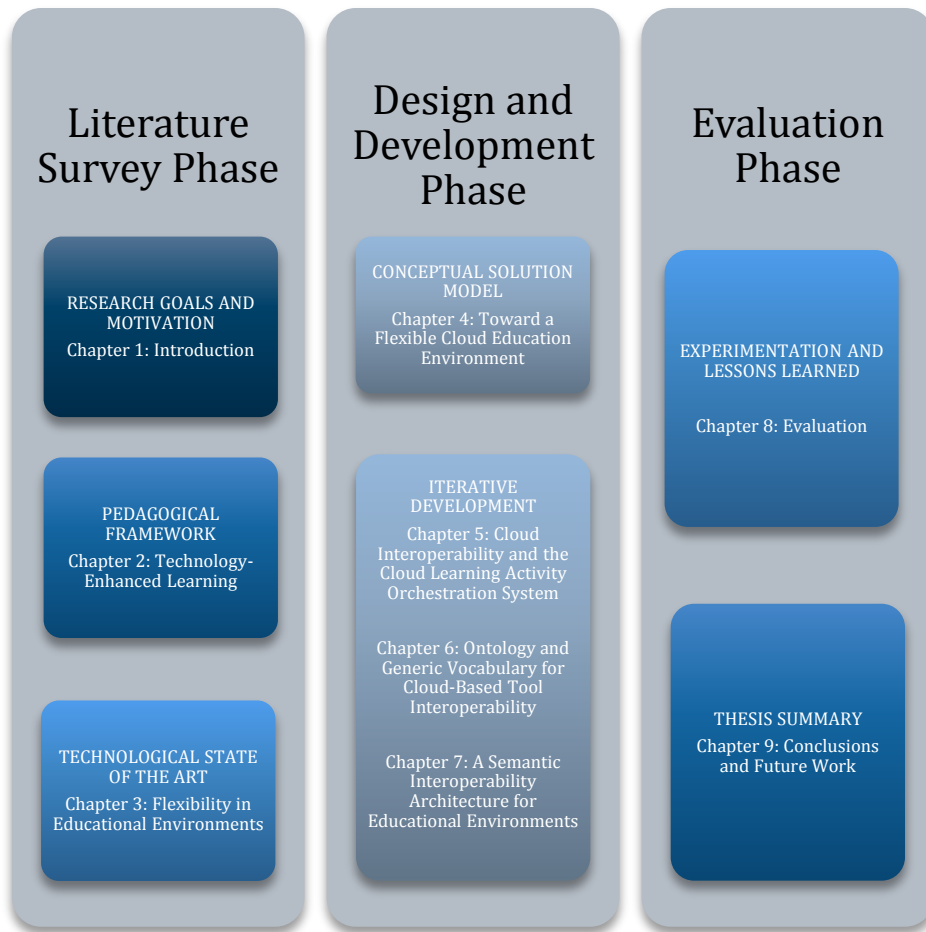 Literature
Survey Phase
RESEARCH GOALS AND
MOTIVATION
Chapter 1: Introduction
PEDAGOGICAL
FRAMEWORK
Chapter 2: Technology-
Enhanced Learning
TECHNOLOGICAL STATE
OF THE ART
Chapter 3: Flexibility in
Educational Environments
Design and
Development
Phase
CONCEPTUAL SOLUTION
MODEL
Chapter 4: Toward a
Flexible Cloud Education
Environment
ITERATIVE
DEVELOPMENT
Chapter 5: Cloud
Interoperability and the
Cloud Learning Activity
Orchestration System
Chapter 6: Ontology and
Generic Vocabulary for
Cloud-Based Tool
Interoperability
Chapter 7: A Semantic
Interoperability
Architecture for
Educational Environments
Evaluation
Phase
EXPERIMENTATION AND
LESSONS LEARNED
Chapter 8: Evaluation
THESIS SUMMARY
Chapter 9: Conclusions
and Future Work